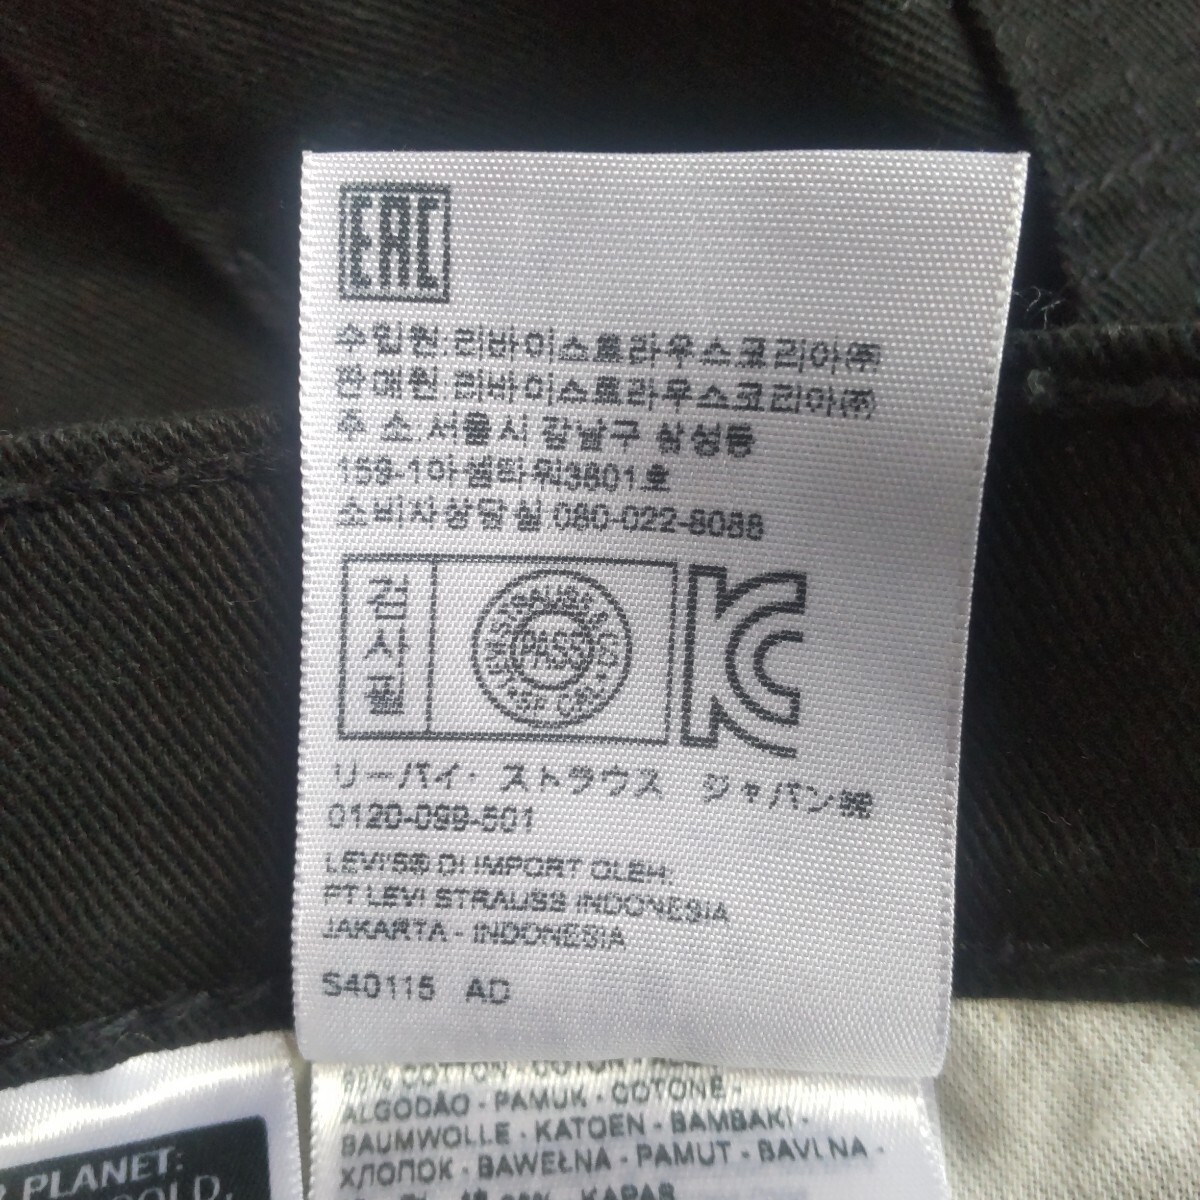 EAC
수입원.리바이스트라우스코리아㈜
판매원.리바이스트라우스코리아㈜
주 소.서울시 강남구 삼성동
159-1아셈타워3801호
소비자상담실 080-022-8088
검사필
PASS
リーバイ・ストラウス ジャパン㈱
0120-099-501
LEVI'S® DI IMPORT OLEH:
PT LEVI STRAUSS INDONESIA
JAKARTA - INDONESIA
S40115 AD
COTTON - COTON -
ALGODÃO - PAMUK - COTONE -
BAUMWOLLE - KATOEN - BAMBAKI -
ХЛОПОК - BAWEŁNA - PAMUT - BAVLNA -
KAPAS
PLANET:
COLD.